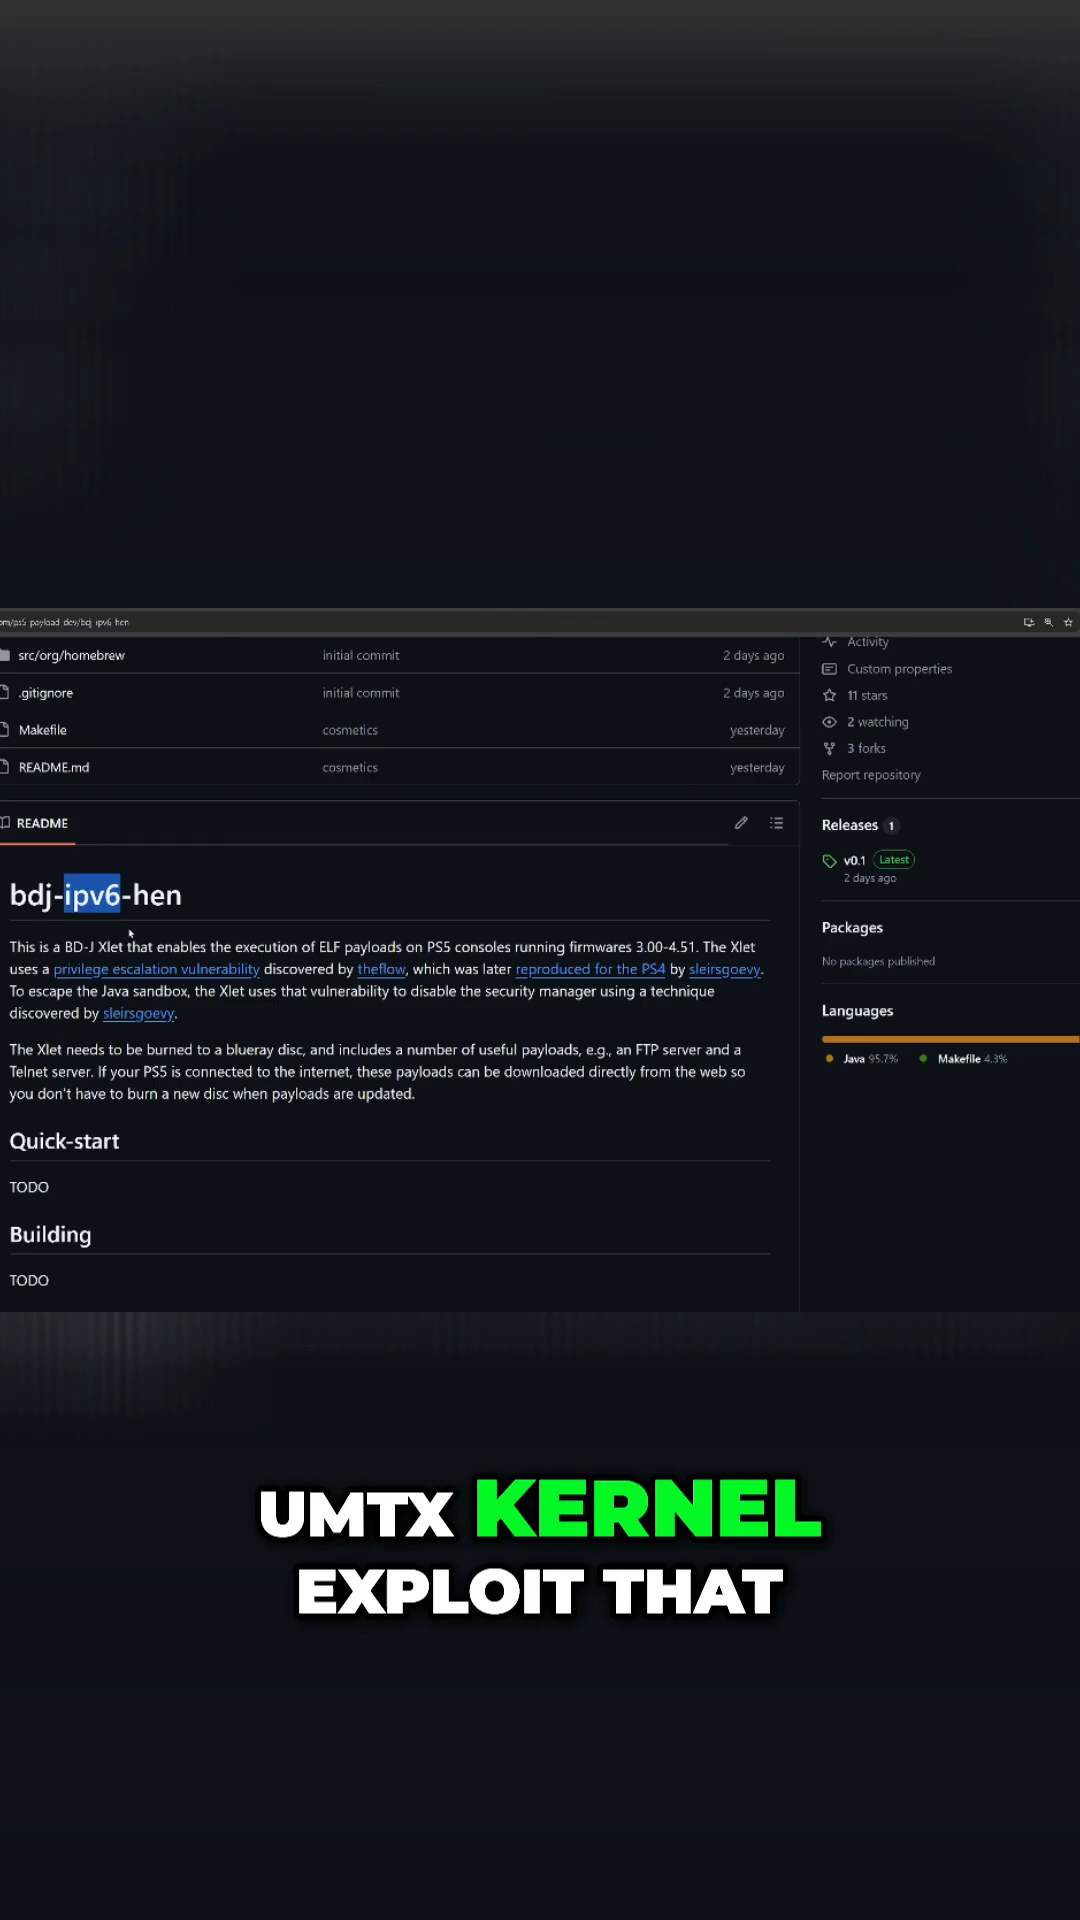 om/ps5-payload-dev/bdj-ipv6-hen
src/org/homebrew initial commit 2 days ago
.gitignore initial commit 2 days ago
Makefile cosmetics yesterday
README.md cosmetics yesterday
README
bdj-ipv6-hen
This is a BD-J Xlet that enables the execution of ELF payloads on PS5 consoles running firmwares 3.00-4.51. The Xlet
uses a privilege escalation vulnerability discovered by theflow, which was later reproduced for the PS4 by sleirsgoevy.
To escape the Java sandbox, the Xlet uses that vulnerability to disable the security manager using a technique
discovered by sleirsgoevy.
The Xlet needs to be burned to a blueray disc, and includes a number of useful payloads, e.g., an FTP server and a
Telnet server. If your PS5 is connected to the internet, these payloads can be downloaded directly from the web so
you don't have to burn a new disc when payloads are updated.
Quick-start
TODO
Building
TODO
Activity
Custom properties
11 stars
2 watching
3 forks
Report repository
Releases 1
v0.1 Latest
2 days ago
Packages
No packages published
Languages
Java 95.7% Makefile 4.3%
UMTX KERNEL
EXPLOIT THAT